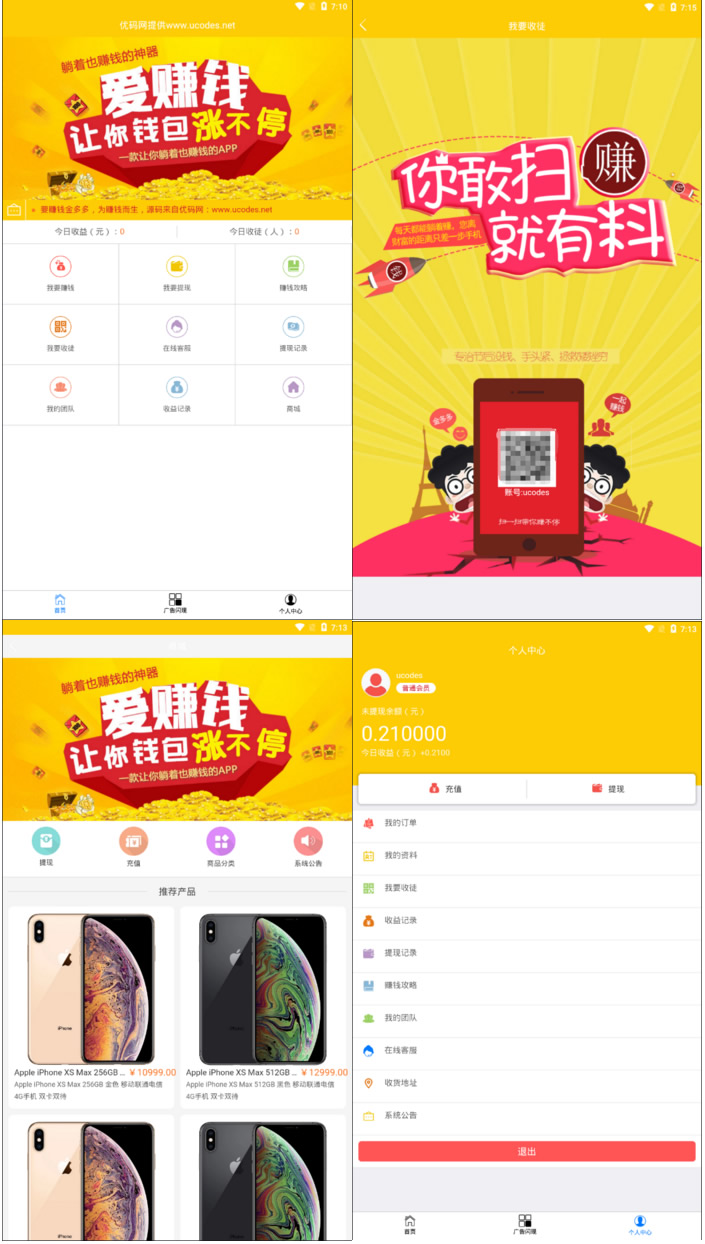 7:10
优码网提供www.ucodes.net
躺着也赚钱的神器
爱赚钱
让你钱包涨不停
一款让你躺着也赚钱的APP
» 要赚钱金多多，为赚钱而生，源码来自优码网：www.ucodes.net
今日收益（元）：0
今日收徒（人）：0
我要赚钱
我要提现
赚钱攻略
我要收徒
在线客服
提现记录
我的团队
收益记录
商城
首页
广告闪赚
个人中心
7:15
我要收徒
你敢扫
赚
就有料
每天都能躺着赚，您离
财富的距离只差一步手机
专治节后没钱、手头紧、拯救赚坐穷
金多多
一起
赚钱
账号:ucodes
扫一扫带你赚不停
7:13
躺着也赚钱的神器
爱赚钱
让你钱包涨不停
一款让你躺着也赚钱的APP
提现
充值
商品分类
系统公告
推荐产品
Apple iPhone XS Max 256GB ... ￥10999.00
Apple iPhone XS Max 256GB 金色 移动联通电信
4G手机 双卡双待
Apple iPhone XS Max 512GB ... ￥12999.00
Apple iPhone XS Max 512GB 黑色 移动联通电信
4G手机 双卡双待
7:13
个人中心
ucodes
普通会员
未提现余额（元）
0.210000
今日收益（元）+0.2100
充值
提现
我的订单
我的资料
我要收徒
收益记录
提现记录
赚钱攻略
我的团队
在线客服
收货地址
系统公告
退出
首页
广告闪赚
个人中心